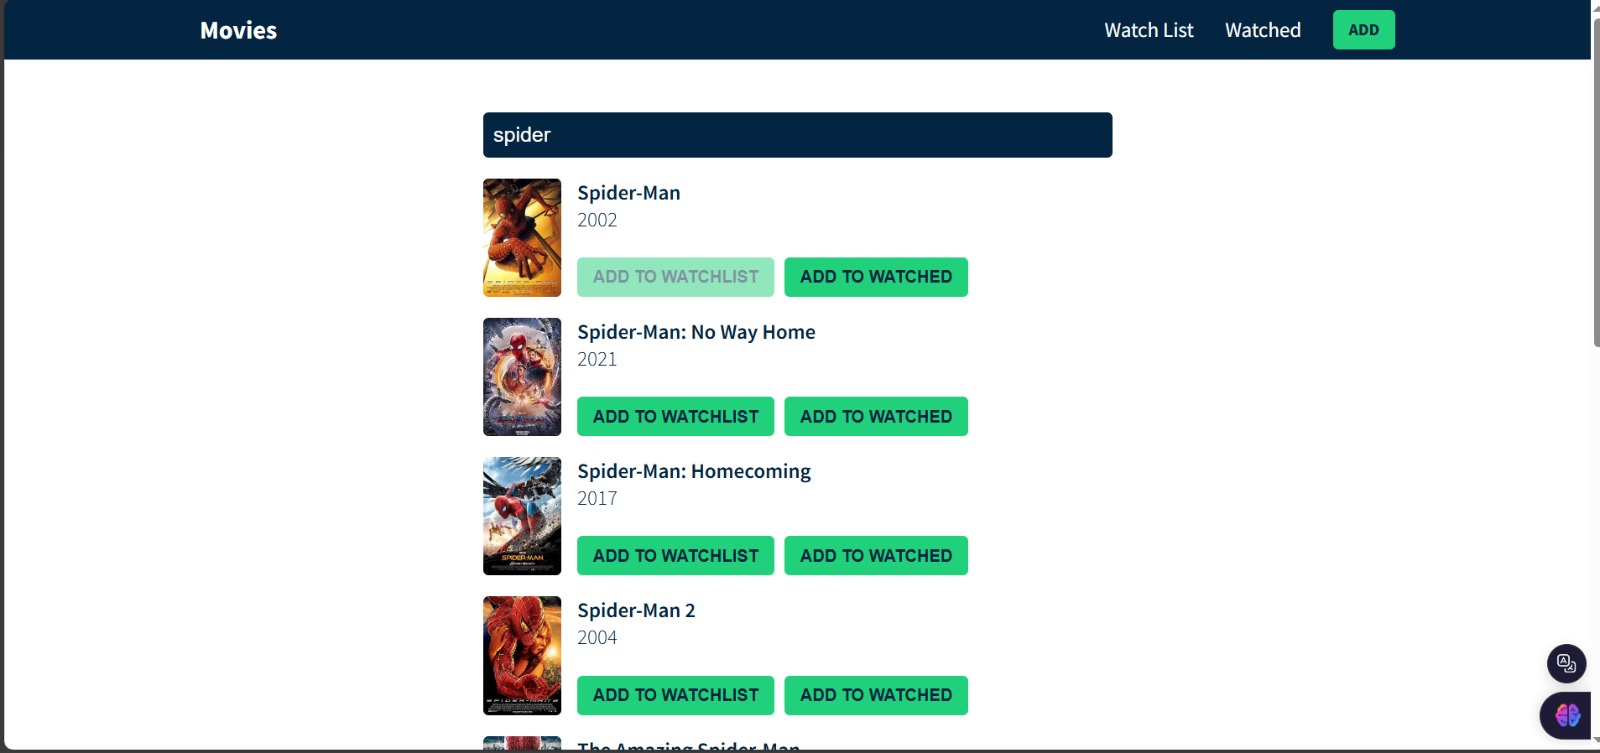 Movies
Watch List
Watched
ADD
spider
Spider-Man
2002
ADD TO WATCHLIST
ADD TO WATCHED
Spider-Man: No Way Home
2021
ADD TO WATCHLIST
ADD TO WATCHED
Spider-Man: Homecoming
2017
ADD TO WATCHLIST
ADD TO WATCHED
SPIDER-MAN
Spider-Man 2
2004
ADD TO WATCHLIST
ADD TO WATCHED
The Amazing Spider-Man